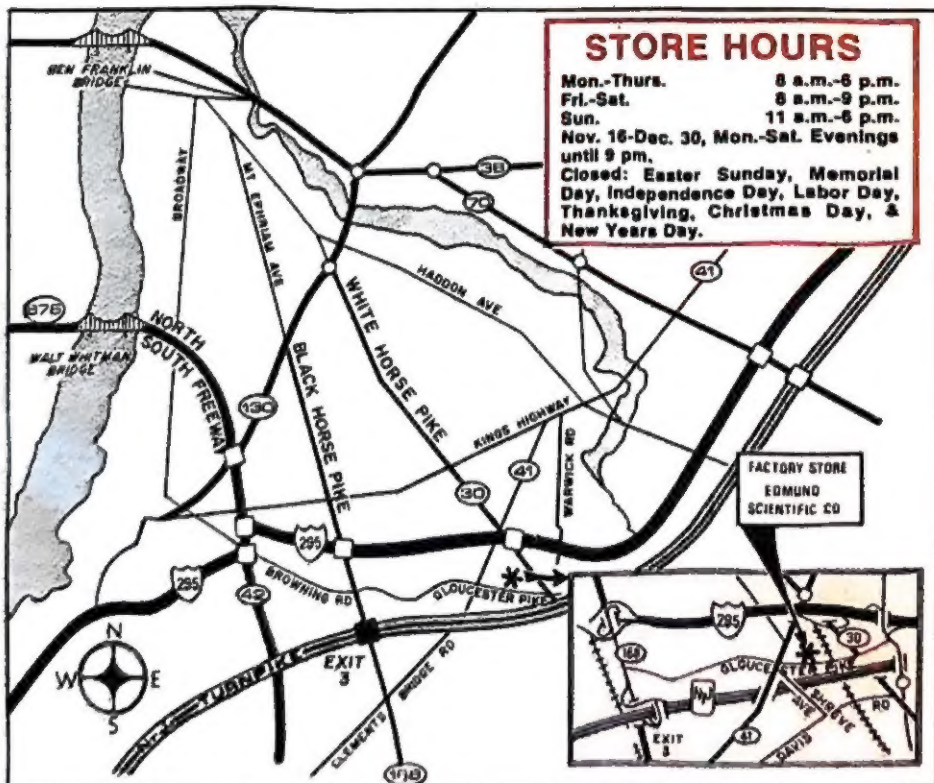 STORE HOURS
Mon.-Thurs. 8 a.m.-6 p.m.
Fri.-Sat. 8 a.m.-9 p.m.
Sun. 11 a.m.-6 p.m.
Nov. 16-Dec. 30, Mon.-Sat. Evenings
until 9 pm.
Closed: Easter Sunday, Memorial
Day, Independence Day, Labor Day,
Thanksgiving, Christmas Day, &
New Years Day.
BEN FRANKLIN
BRIDGE
BROADWAY
MT EPHRIAM AVE
38
70
41
HADDON AVE
676
NORTH
SOUTH FREEWAY
WALT WHITMAN
BRIDGE
WHITE HORSE PIKE
BLACK HORSE PIKE
130
KINGS HIGHWAY
41
WARWICK RD
30
FACTORY STORE
EDMUND
SCIENTIFIC CO
295
295
BROWNING RD
GLOUCESTER PIKE
42
N
W E
S
N.J. TURNPIKE
EXIT
3
CLEMENTS BRIDGE RD
168
295
30
168
GLOUCESTER PIKE
SHREVE
AVE
RD
DAVIS
EXIT
3
41